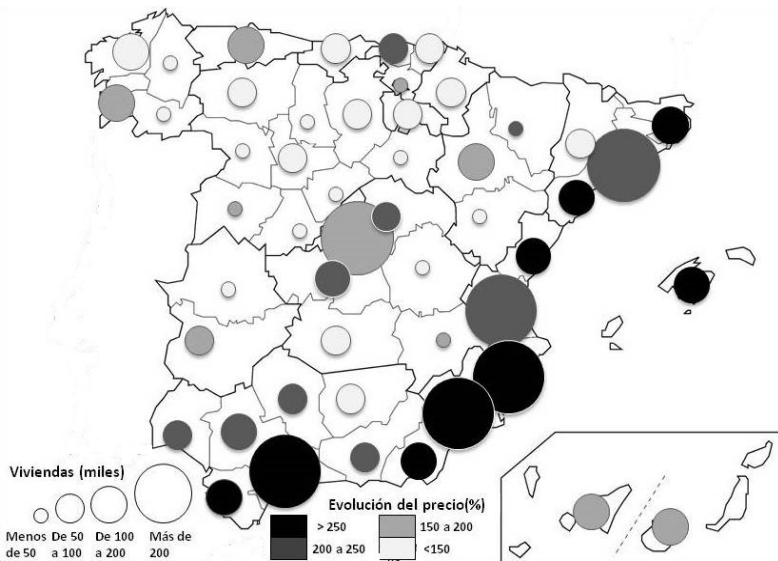 Viviendas (miles)
Menos de 50
De 50 a 100
De 100 a 200
Más de 200
Evolución del precio(%)
> 250
150 a 200
200 a 250
<150